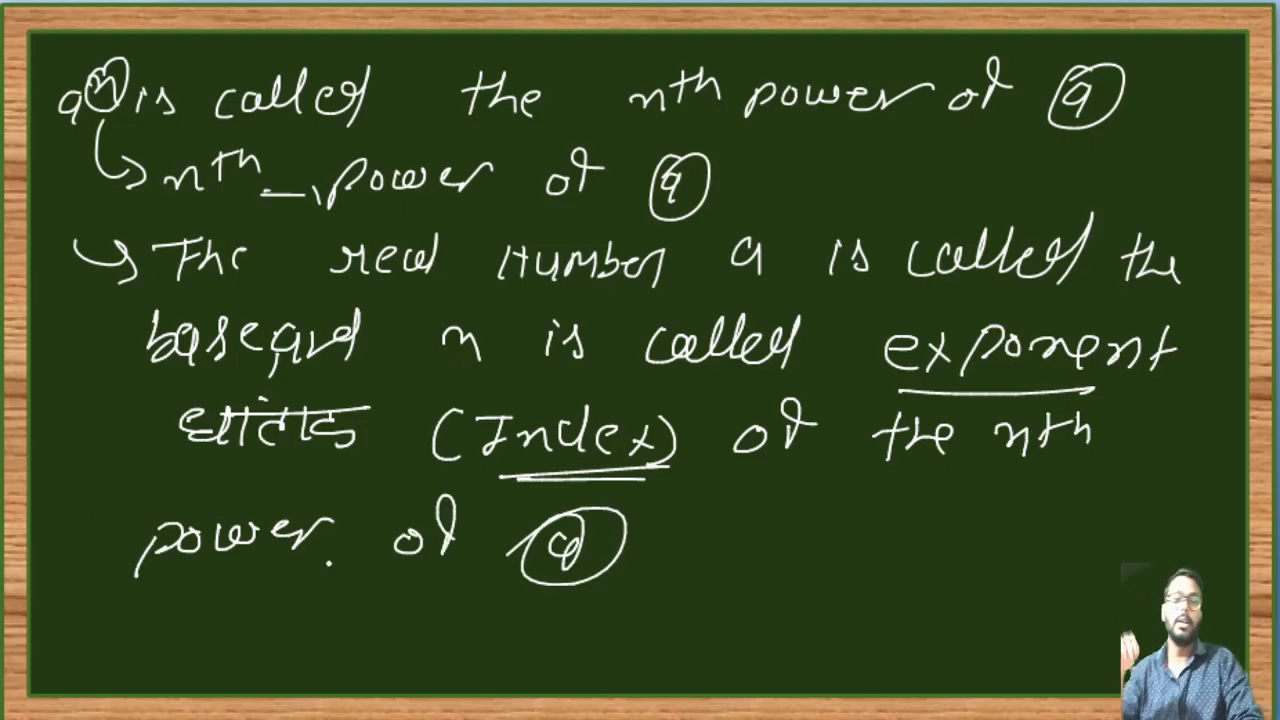 aⁿ is called the nth power of a
nth power of a
The real number a is called the
base and n is called exponent
(Index) of the nth
power of a